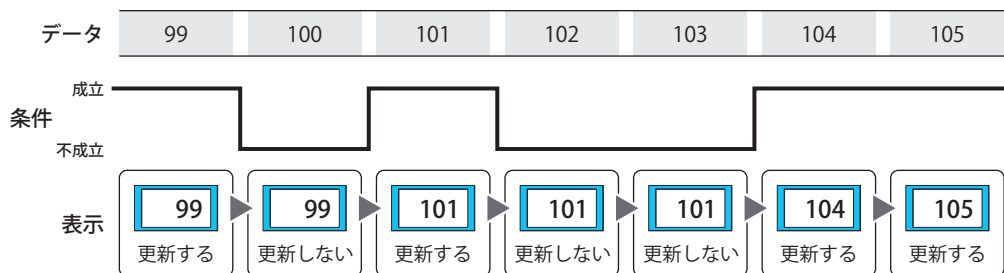 データ 99 100 101 102 103 104 105
成立
条件
不成立
表示 99 99 101 101 101 104 105
更新する 更新しない 更新する 更新しない 更新しない 更新する 更新する